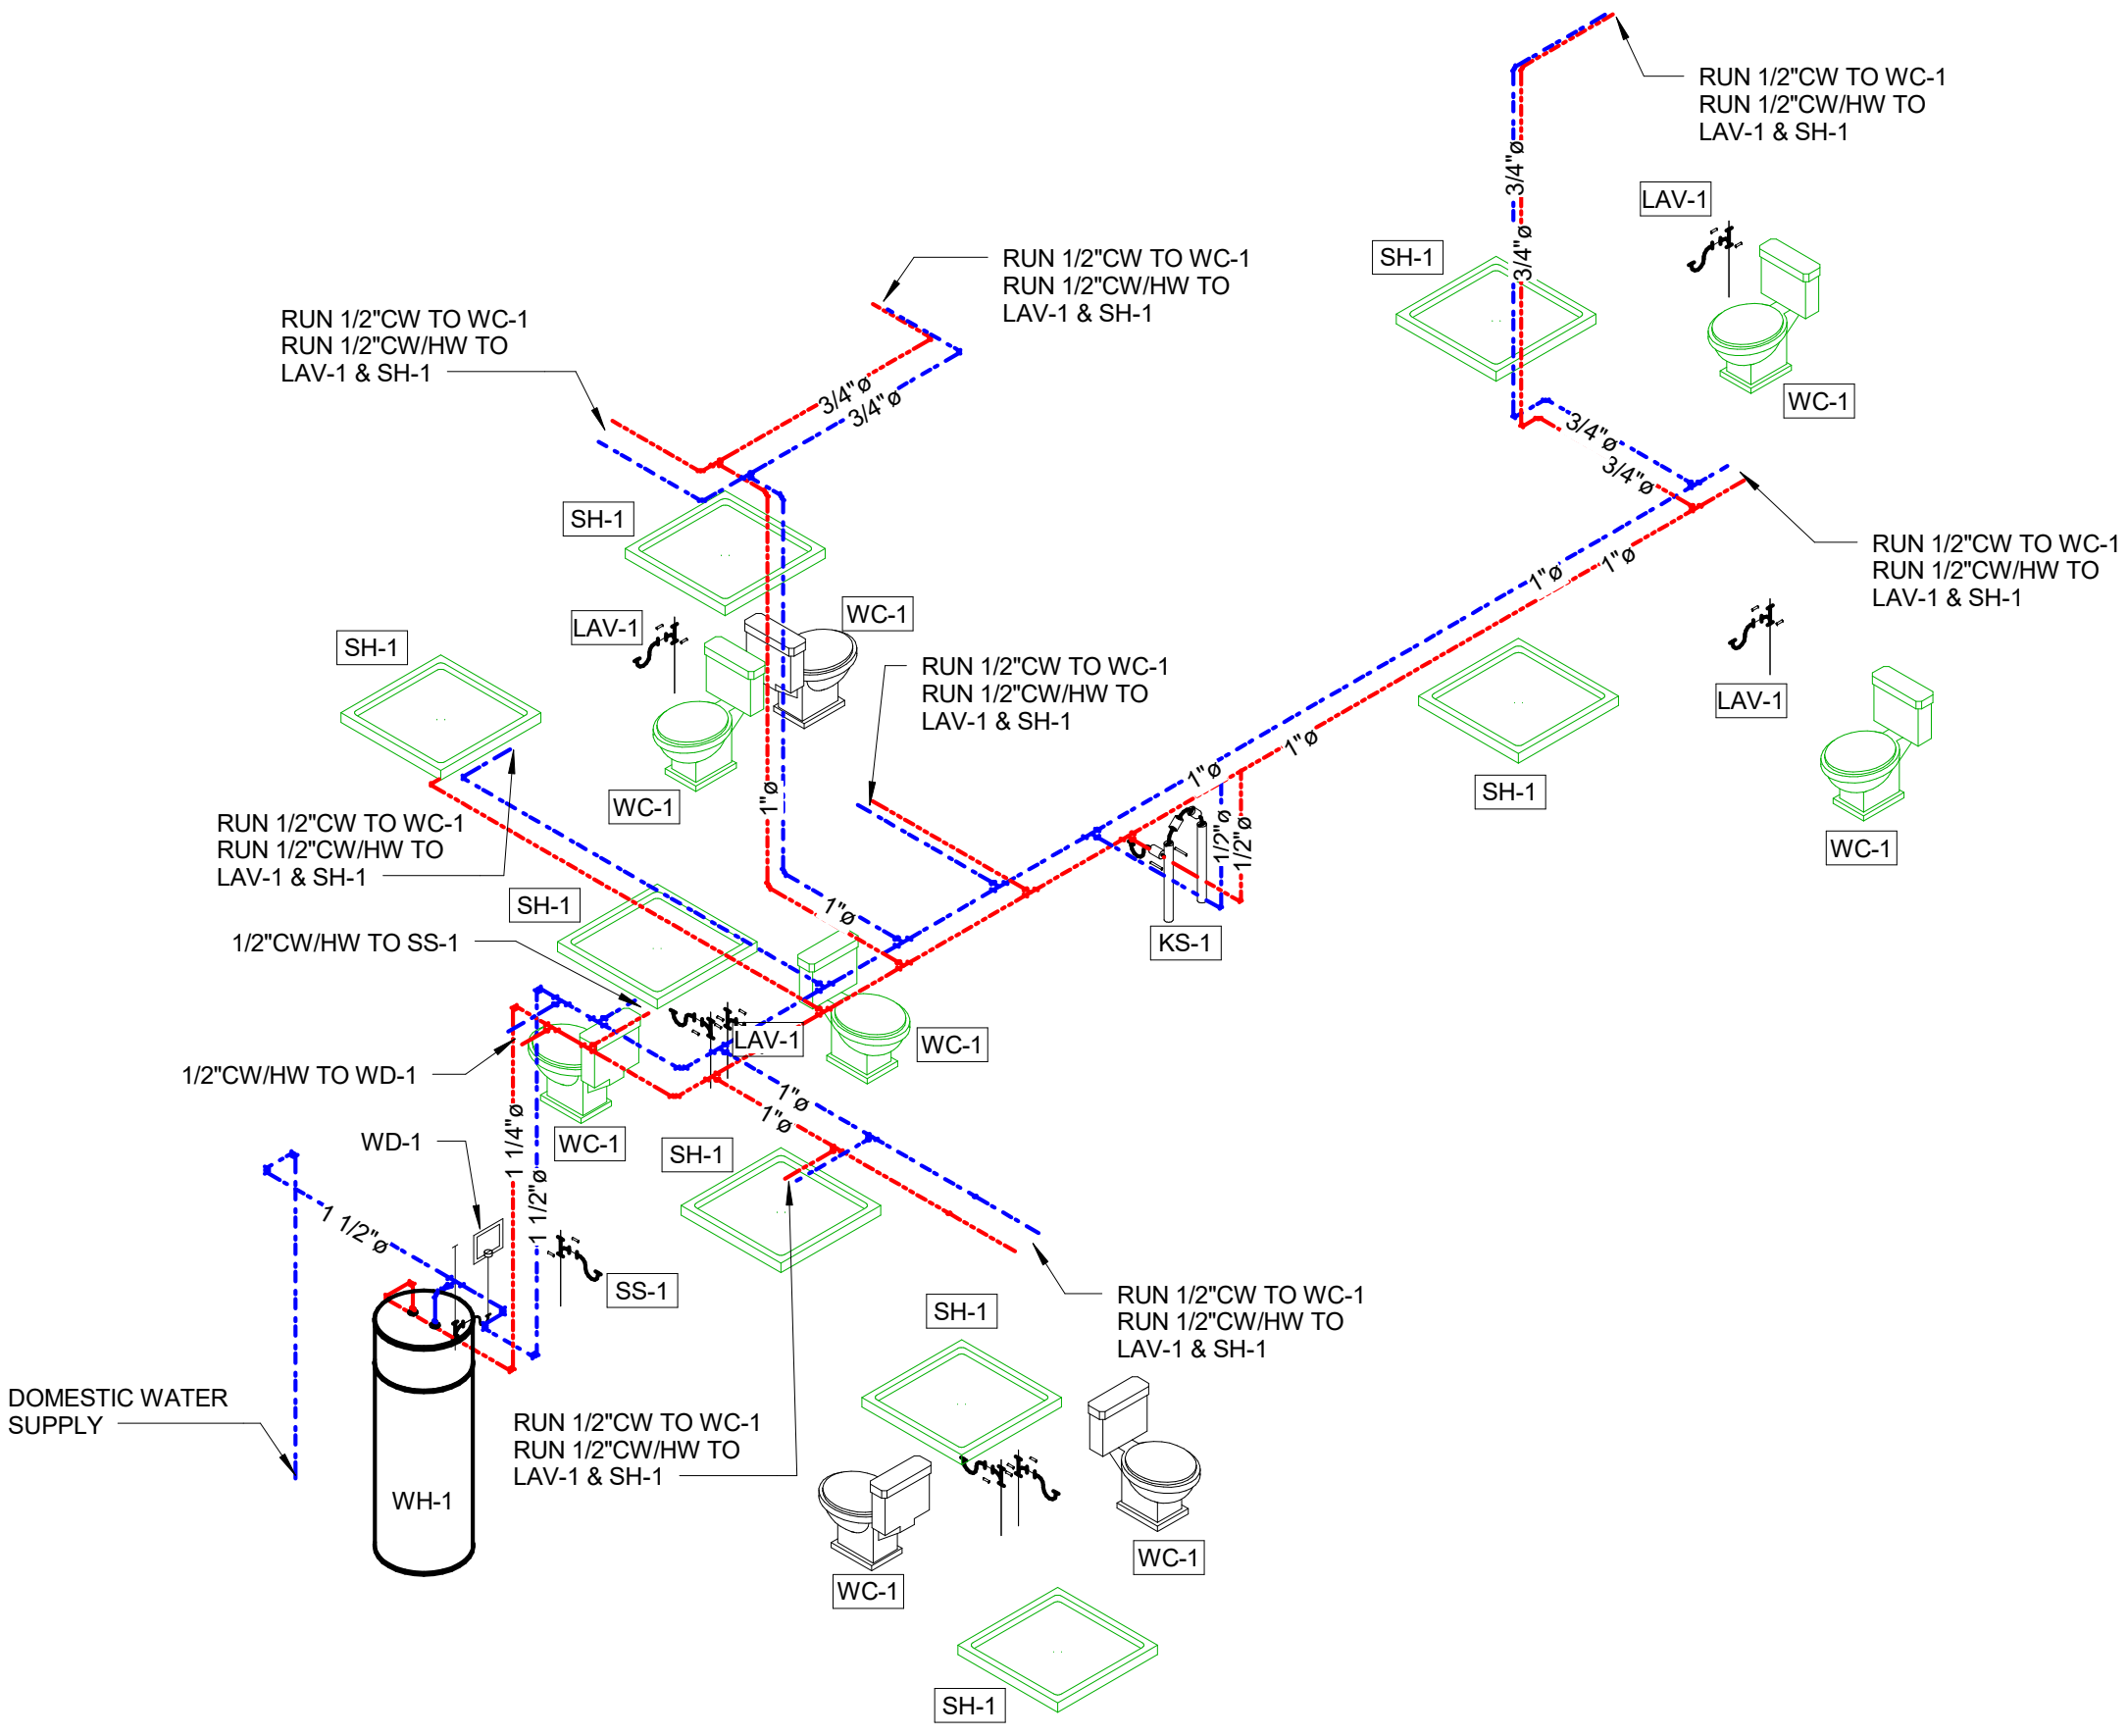 RUN 1/2"CW TO WC-1
RUN 1/2"CW/HW TO
LAV-1 & SH-1
3/4"ø
3/4"ø
LAV-1
SH-1
WC-1
RUN 1/2"CW TO WC-1
RUN 1/2"CW/HW TO
LAV-1 & SH-1
RUN 1/2"CW TO WC-1
RUN 1/2"CW/HW TO
LAV-1 & SH-1
3/4"ø
3/4"ø
3/4"ø
3/4"ø
SH-1
RUN 1/2"CW TO WC-1
RUN 1/2"CW/HW TO
LAV-1 & SH-1
1"ø
1"ø
LAV-1
WC-1
SH-1
RUN 1/2"CW TO WC-1
RUN 1/2"CW/HW TO
LAV-1 & SH-1
LAV-1
1"ø
1"ø
WC-1
1"ø
SH-1
WC-1
RUN 1/2"CW TO WC-1
RUN 1/2"CW/HW TO
LAV-1 & SH-1
1/2"ø
1/2"ø
SH-1
1"ø
1/2"CW/HW TO SS-1
KS-1
LAV-1
WC-1
1/2"CW/HW TO WD-1
1"ø
1"ø
1 1/4"ø
WD-1
WC-1
SH-1
1 1/2"ø
1 1/2"ø
SS-1
RUN 1/2"CW TO WC-1
RUN 1/2"CW/HW TO
LAV-1 & SH-1
SH-1
DOMESTIC WATER
SUPPLY
RUN 1/2"CW TO WC-1
RUN 1/2"CW/HW TO
LAV-1 & SH-1
WH-1
WC-1
WC-1
SH-1